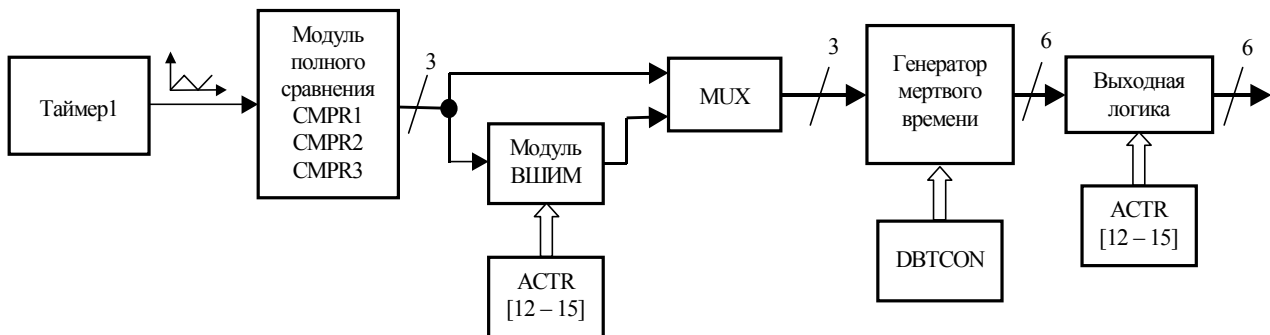 Таймер1
Модуль
полного
сравнения
CMPR1
CMPR2
CMPR3
3
Модуль
ВШИМ
ACTR
[12 – 15]
MUX
3
Генератор
мертвого
времени
DBTCON
6
Выходная
логика
ACTR
[12 – 15]
6